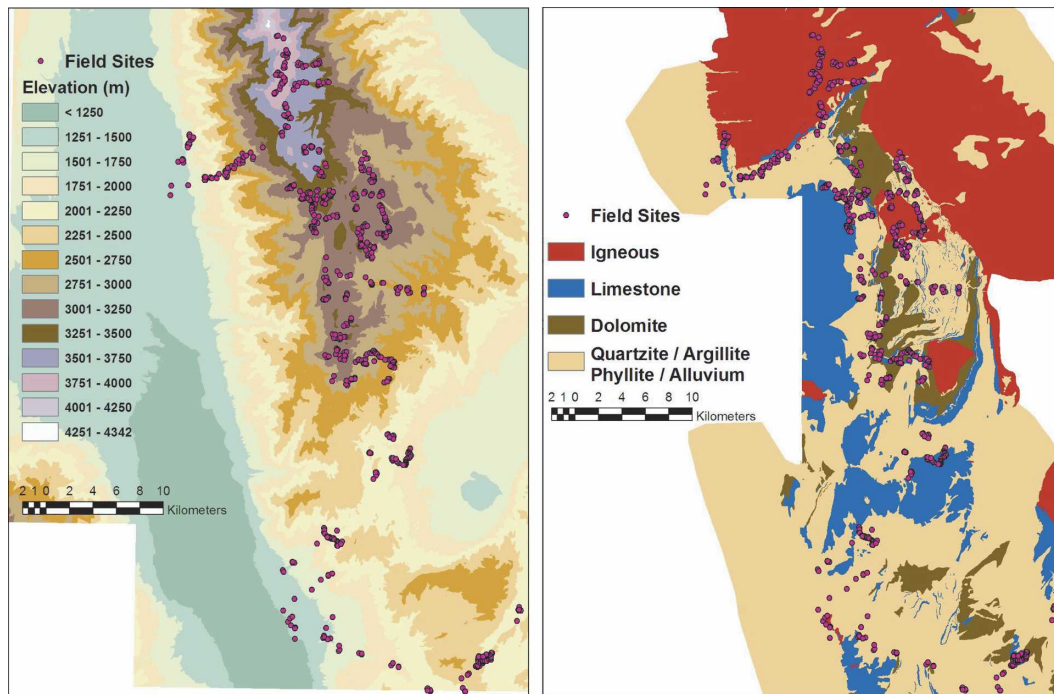 Field Sites
Elevation (m)
< 1250
1251 - 1500
1501 - 1750
1751 - 2000
2001 - 2250
2251 - 2500
2501 - 2750
2751 - 3000
3001 - 3250
3251 - 3500
3501 - 3750
3751 - 4000
4001 - 4250
4251 - 4342
2 1 0 2 4 6 8 10
Kilometers
Field Sites
Igneous
Limestone
Dolomite
Quartzite / Argillite
Phyllite / Alluvium
2 1 0 2 4 6 8 10
Kilometers